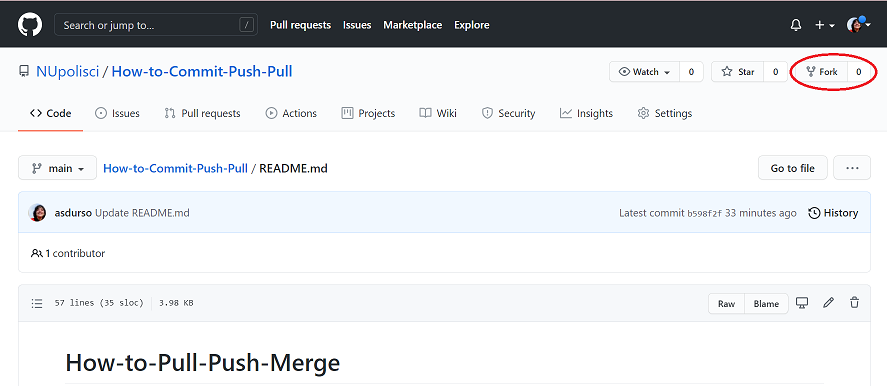 Search or jump to... / Pull requests Issues Marketplace Explore
NUpolisci / How-to-Commit-Push-Pull Watch 0 Star 0 Fork 0
Code Issues Pull requests Actions Projects Wiki Security Insights Settings
main How-to-Commit-Push-Pull / README.md Go to file ...
asdurso Update README.md Latest commit b598f2f 33 minutes ago History
1 contributor
57 lines (35 sloc) 3.98 KB Raw Blame
How-to-Pull-Push-Merge